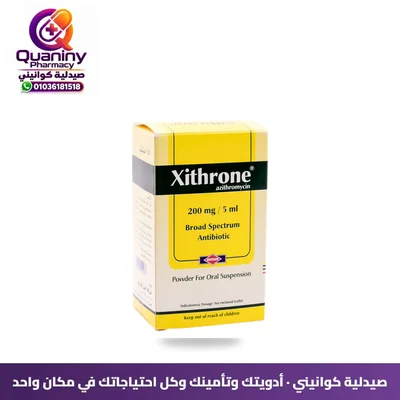 Quaniny
Pharmacy
صيدلية كوانيني
01036181518
Xithrone®
azithromycin
200 mg / 5 ml
Broad Spectrum
Antibiotic
Powder For Oral Suspension
Keep out of reach of children
صيدلية كوانيني - أدويتك وتأمينك وكل احتياجاتك في مكان واحد